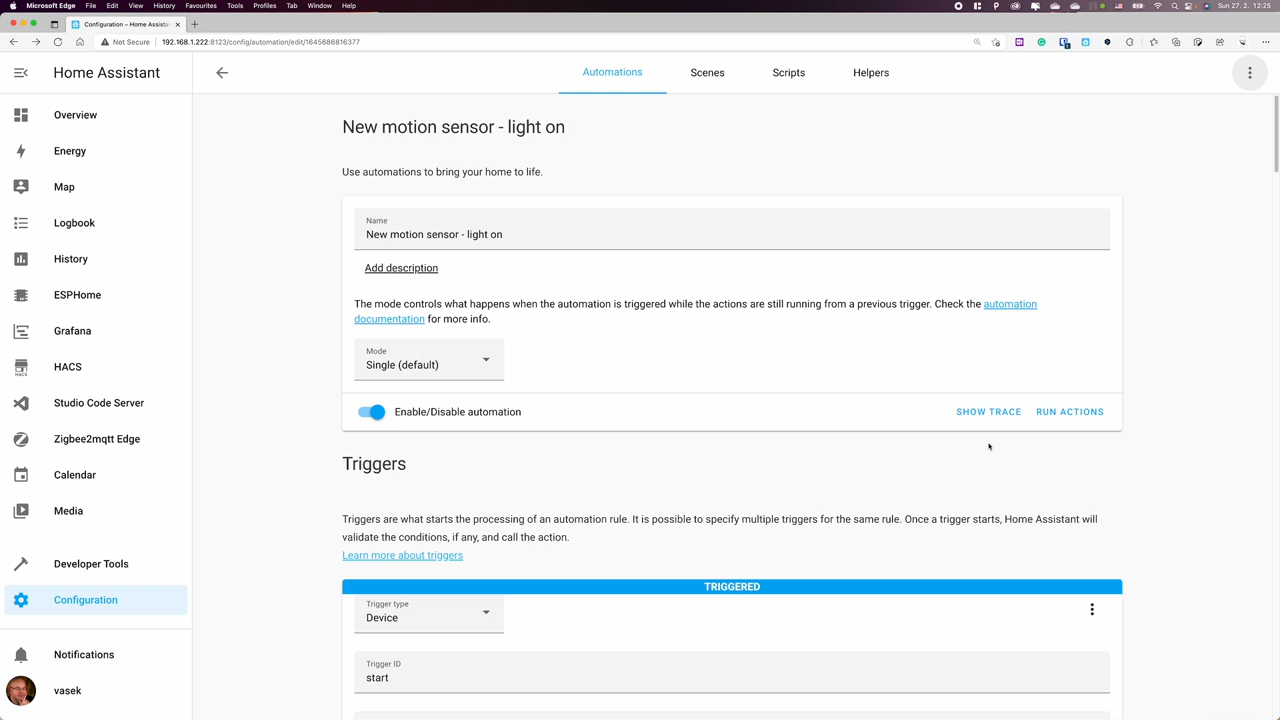 Microsoft Edge File Edit View History Favourites Tools Profiles Tab Window Help
Sun 27. 2. 12:25
Configuration – Home Assistant
Not Secure 192.168.1.222:8123/config/automation/edit/1645686816377
Home Assistant
Automations Scenes Scripts Helpers
Overview
Energy
Map
Logbook
History
ESPHome
Grafana
HACS
HACS
Studio Code Server
Zigbee2mqtt Edge
Calendar
Media
Developer Tools
Configuration
Notifications
vasek
New motion sensor - light on
Use automations to bring your home to life.
Name
New motion sensor - light on
Add description
The mode controls what happens when the automation is triggered while the actions are still running from a previous trigger. Check the automation
documentation for more info.
Mode
Single (default)
Enable/Disable automation SHOW TRACE RUN ACTIONS
Triggers
Triggers are what starts the processing of an automation rule. It is possible to specify multiple triggers for the same rule. Once a trigger starts, Home Assistant will
validate the conditions, if any, and call the action.
Learn more about triggers
TRIGGERED
Trigger type
Device
Trigger ID
start